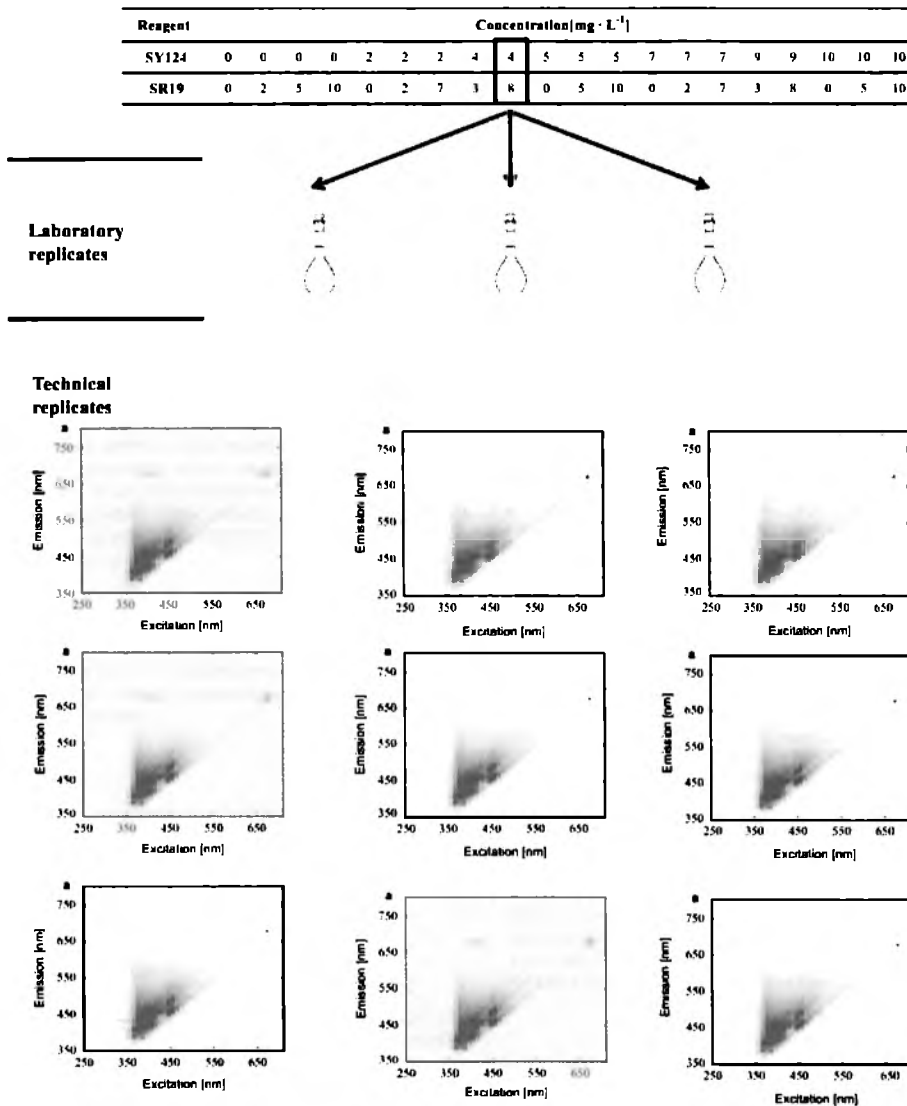 Reagent Concentration[mg · L⁻¹]
SY124 0 0 0 0 2 2 2 4 4 5 5 5 7 7 7 9 9 10 10 10
SR19 0 2 5 10 0 2 7 3 8 0 5 10 0 2 7 3 8 0 5 10
Laboratory
replicates
Technical
replicates
a
Emission [nm]
750
650
550
450
350
250 350 450 550 650
Excitation [nm]
a
Emission [nm]
750
650
550
450
350
250 350 450 550 650
Excitation [nm]
a
Emission [nm]
750
650
550
450
350
250 350 450 550 650
Excitation [nm]
a
Emission [nm]
750
650
550
450
350
250 350 450 550 650
Excitation [nm]
a
Emission [nm]
750
650
550
450
350
250 350 450 550 650
Excitation [nm]
a
Emission [nm]
750
650
550
450
350
250 350 450 550 650
Excitation [nm]
a
Emission [nm]
750
650
550
450
350
250 350 450 550 650
Excitation [nm]
a
Emission [nm]
750
650
550
450
350
250 350 450 550 650
Excitation [nm]
a
Emission [nm]
750
650
550
450
350
250 350 450 550 650
Excitation [nm]